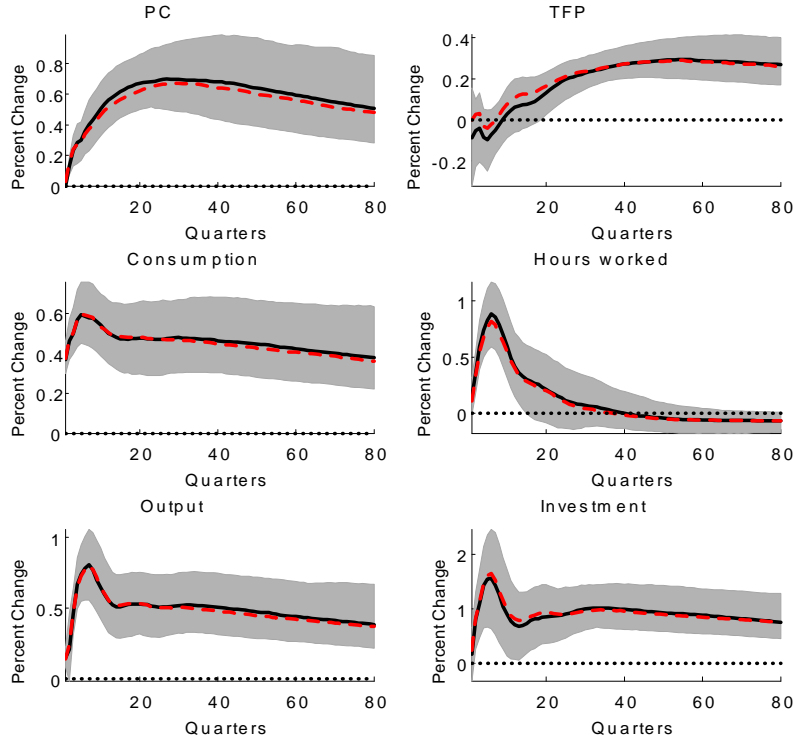 PC
Percent Change
0.8
0.6
0.4
0.2
0
20 40 60 80
Quarters
TFP
Percent Change
0.4
0.2
0
-0.2
20 40 60 80
Quarters
Consumption
Percent Change
0.6
0.4
0.2
0
20 40 60 80
Quarters
Hours worked
Percent Change
1
0.5
0
20 40 60 80
Quarters
Output
Percent Change
1
0.5
0
20 40 60 80
Quarters
Investment
Percent Change
2
1
0
20 40 60 80
Quarters